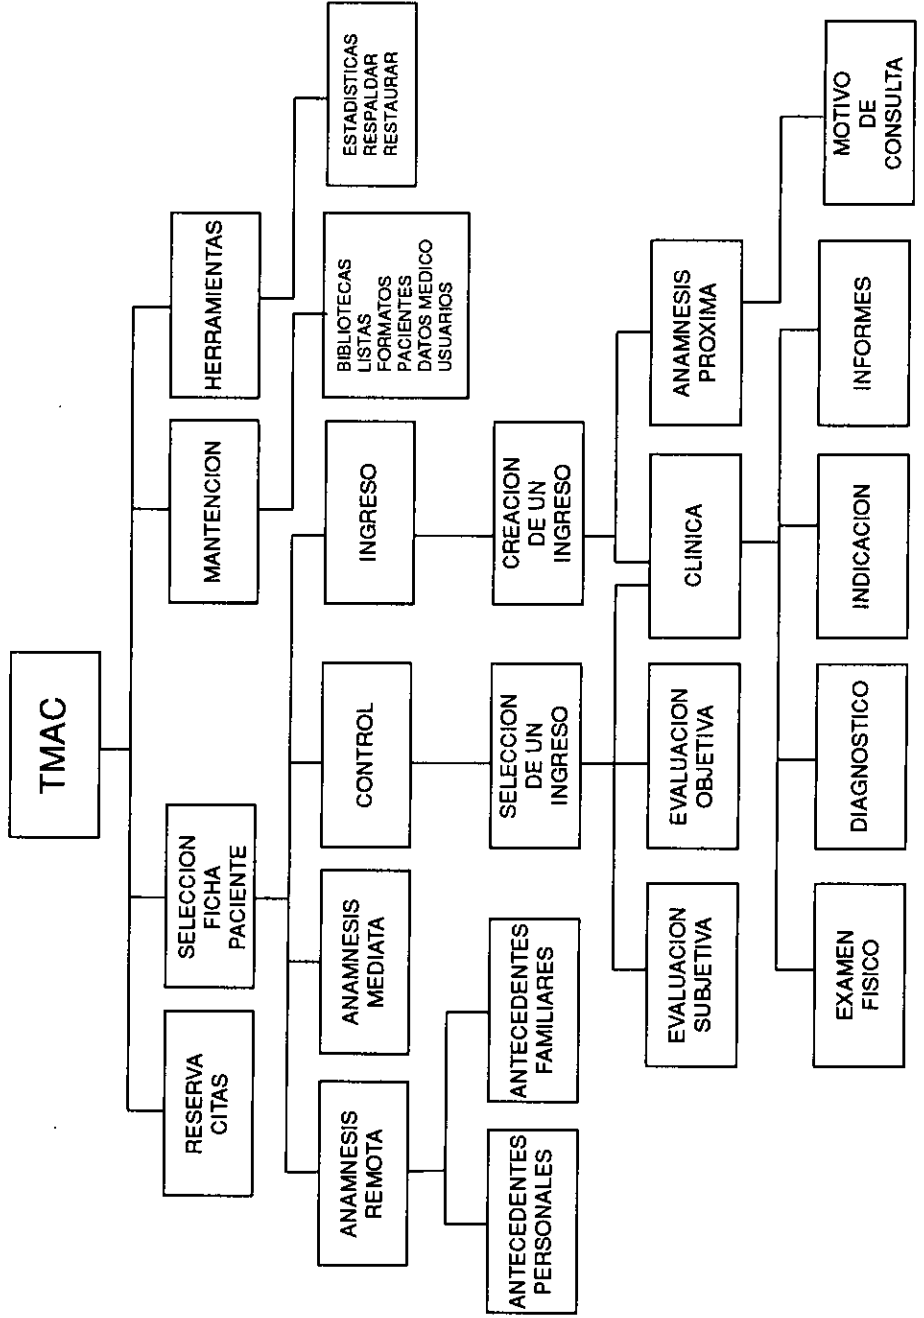 TMAC
RESERVA
CITAS
SELECCION
FICHA
PACIENTE
MANTENCION
HERRAMIENTAS
ANAMNESIS
REMOTA
ANAMNESIS
MEDIATA
CONTROL
INGRESO
BIBLIOTECAS
LISTAS
FORMATOS
PACIENTES
DATOS MEDICO
USUARIOS
ESTADISTICAS
RESPALDAR
RESTAURAR
ANTECEDENTES
PERSONALES
ANTECEDENTES
FAMILIARES
SELECCION
DE UN
INGRESO
CREACION
DE UN
INGRESO
EVALUACION
SUBJETIVA
EVALUACION
OBJETIVA
CLINICA
ANAMNESIS
PROXIMA
EXAMEN
FISICO
DIAGNOSTICO
INDICACION
INFORMES
MOTIVO
DE
CONSULTA